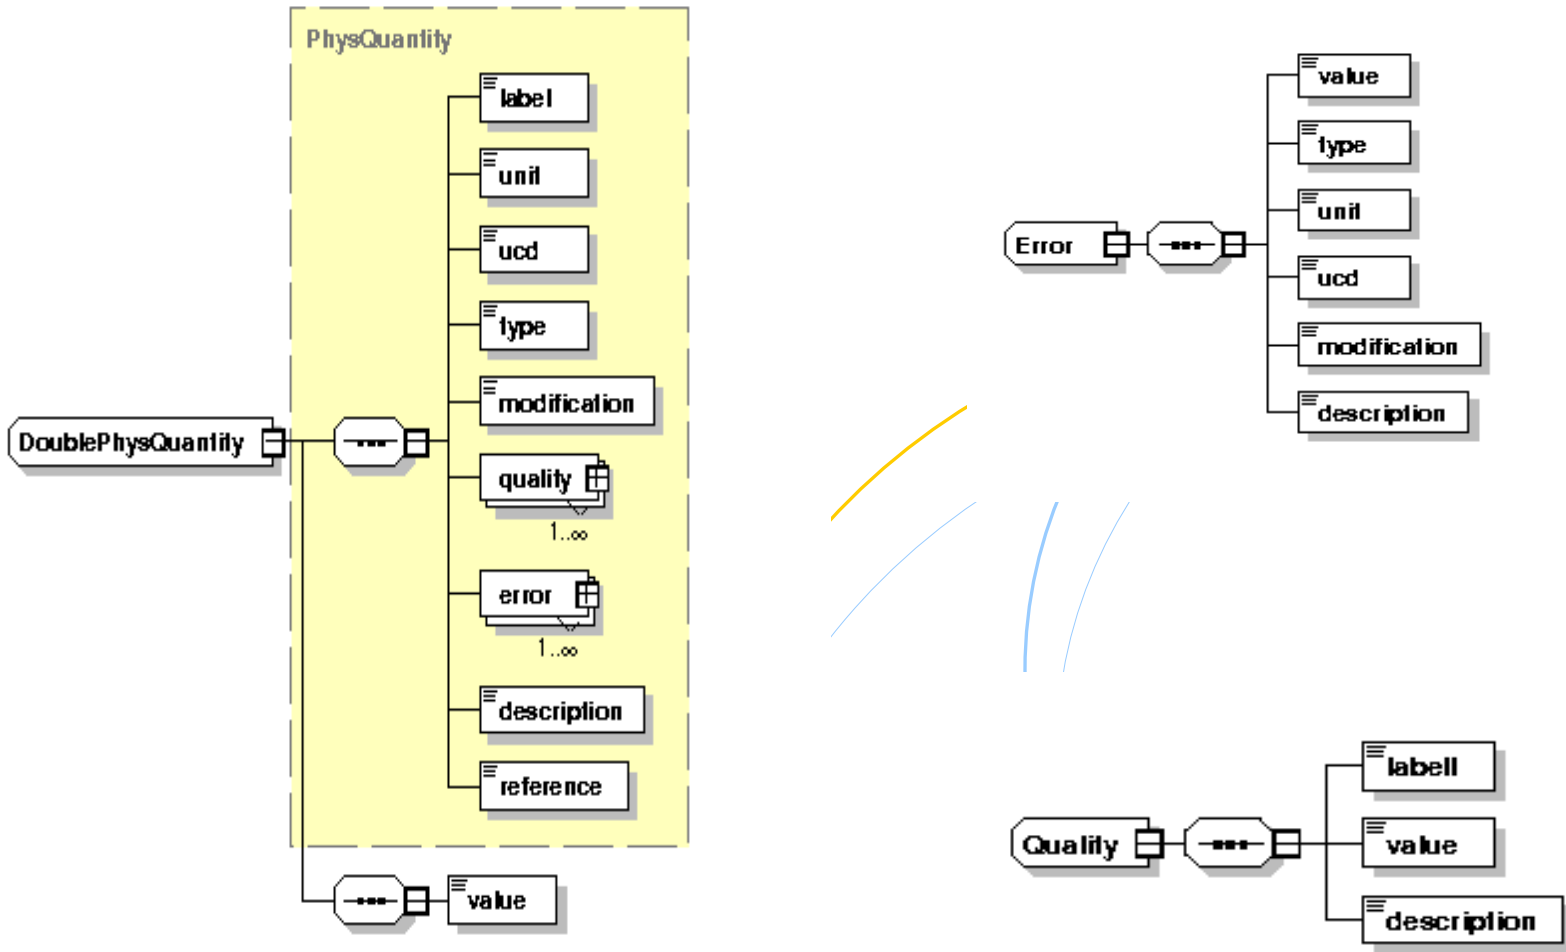 PhysQuantity
label
unit
ucd
type
modification
DoublePhysQuantity
quality
1..∞
error
1..∞
description
reference
value
value
type
unit
Error
ucd
modification
description
labell
Quality
value
description